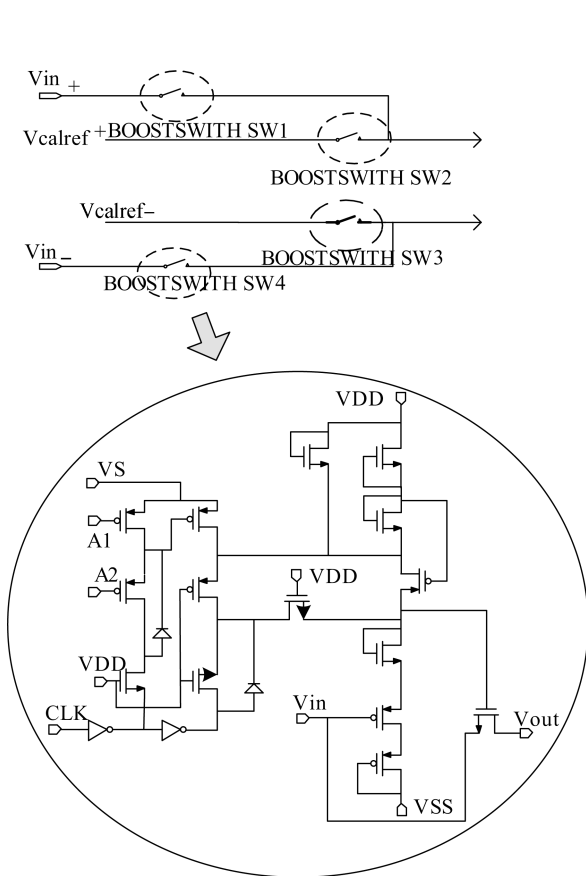 Vin +
Vcalref +BOOSTSWITH SW1
BOOSTSWITH SW2
Vcalref-
Vin -
BOOSTSWITH SW3
BOOSTSWITH SW4
VDD
VS
A1
A2
VDD
VDD
CLK
Vin
Vout
VSS